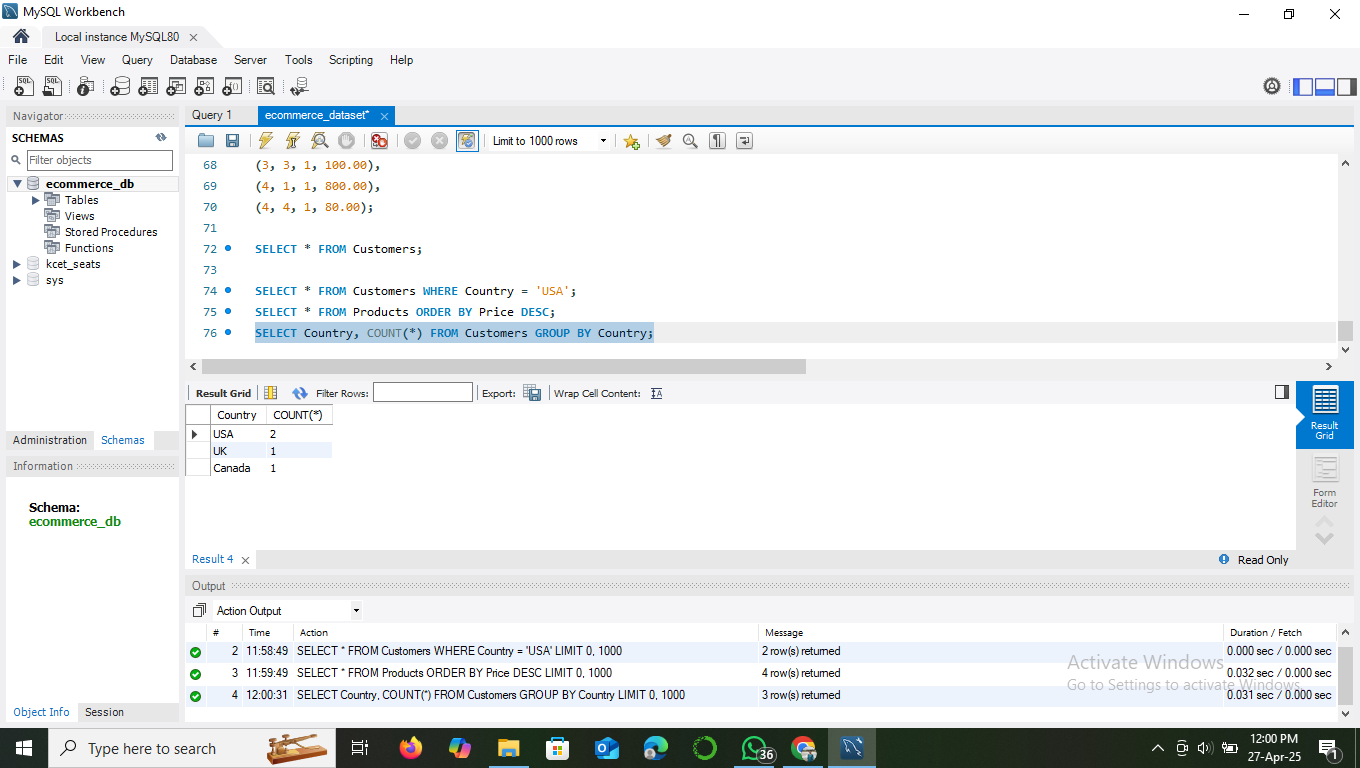 MySQL Workbench
Local instance MySQL80
File Edit View Query Database Server Tools Scripting Help
Navigator
SCHEMAS
Filter objects
ecommerce_db
Tables
Views
Stored Procedures
Functions
kcet_seats
sys
Administration Schemas
Information
Schema:
ecommerce_db
Object Info Session
Query 1 ecommerce_dataset*
Limit to 1000 rows
68 (3, 3, 1, 100.00),
69 (4, 1, 1, 800.00),
70 (4, 4, 1, 80.00);
71
72 SELECT * FROM Customers;
73
74 SELECT * FROM Customers WHERE Country = 'USA';
75 SELECT * FROM Products ORDER BY Price DESC;
76 SELECT Country, COUNT(*) FROM Customers GROUP BY Country;
Result Grid Filter Rows: Export: Wrap Cell Content:
Country COUNT(*)
USA 2
UK 1
Canada 1
Result
Grid
Form
Editor
Result 4 Read Only
Output
Action Output
# Time Action Message Duration / Fetch
2 11:58:49 SELECT * FROM Customers WHERE Country = 'USA' LIMIT 0, 1000 2 row(s) returned 0.000 sec / 0.000 sec
3 11:59:49 SELECT * FROM Products ORDER BY Price DESC LIMIT 0, 1000 4 row(s) returned 0.032 sec / 0.000 sec
4 12:00:31 SELECT Country, COUNT(*) FROM Customers GROUP BY Country LIMIT 0, 1000 3 row(s) returned 0.031 sec / 0.000 sec
Activate Windows
Go to Settings to activate Windows.
Type here to search
36
12:00 PM
27-Apr-25
1